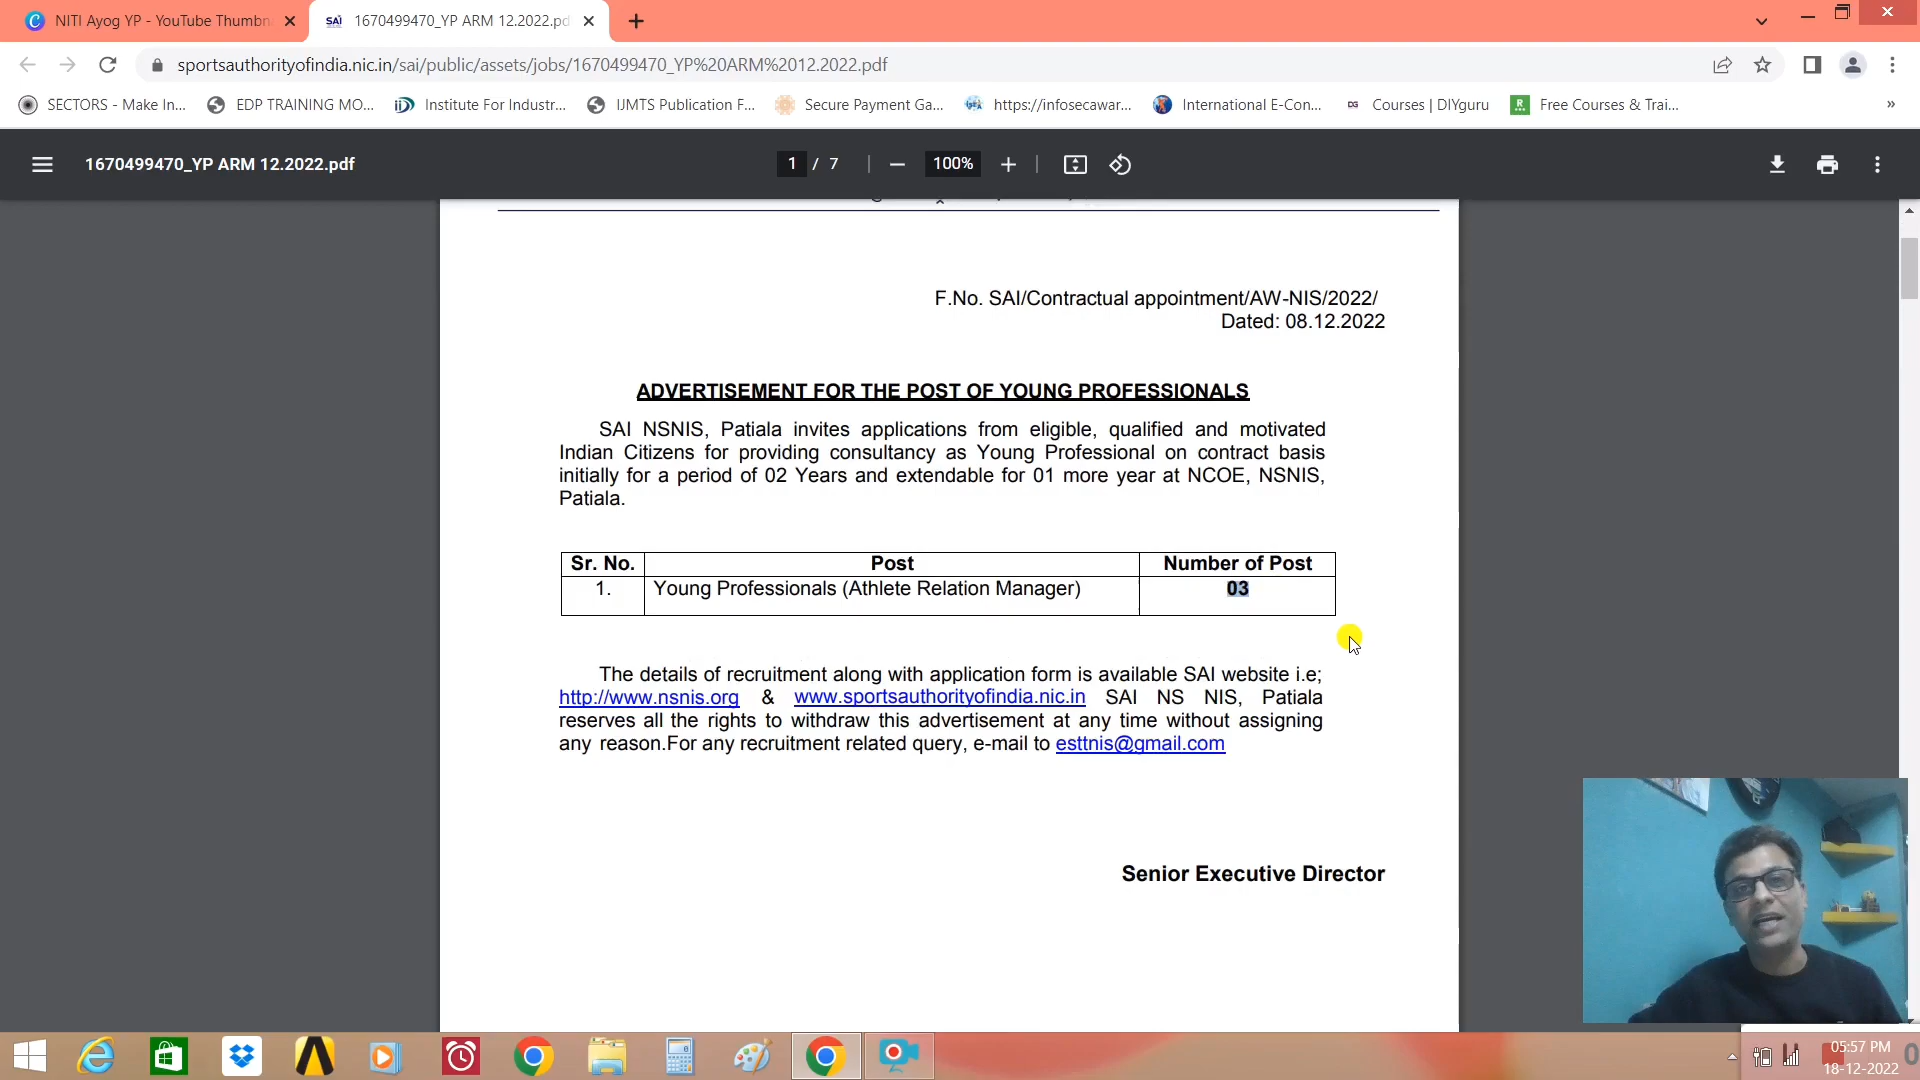 NITI Ayog YP - YouTube Thumbn
SAI
1670499470_YP ARM 12.2022.pd
sportsauthorityofindia.nic.in/sai/public/assets/jobs/1670499470_YP%20ARM%2012.2022.pdf
SECTORS - Make In...
EDP TRAINING MO...
Institute For Industr...
IJMTS Publication F...
Secure Payment Ga...
https://infosecawar...
International E-Con...
DG
Courses | DIYguru
R
Free Courses & Trai...
»
1670499470_YP ARM 12.2022.pdf
1 / 7
100%
F.No. SAI/Contractual appointment/AW-NIS/2022/
Dated: 08.12.2022
ADVERTISEMENT FOR THE POST OF YOUNG PROFESSIONALS
SAI NSNIS, Patiala invites applications from eligible, qualified and motivated
Indian Citizens for providing consultancy as Young Professional on contract basis
initially for a period of 02 Years and extendable for 01 more year at NCOE, NSNIS,
Patiala.
Sr. No. Post Number of Post
1. Young Professionals (Athlete Relation Manager) 03
The details of recruitment along with application form is available SAI website i.e;
http://www.nsnis.org & www.sportsauthorityofindia.nic.in SAI NS NIS, Patiala
reserves all the rights to withdraw this advertisement at any time without assigning
any reason.For any recruitment related query, e-mail to esttnis@gmail.com
Senior Executive Director
05:57 PM
18-12-2022